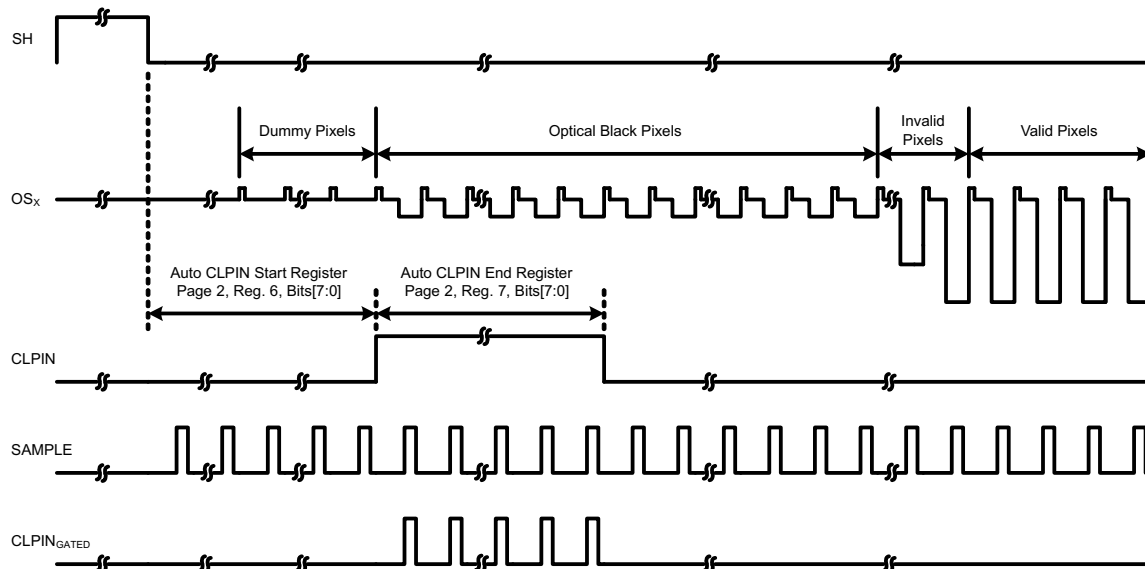 SH
Dummy Pixels
Optical Black Pixels
Invalid
Pixels
Valid Pixels
OSX
Auto CLPIN Start Register
Page 2, Reg. 6, Bits[7:0]
Auto CLPIN End Register
Page 2, Reg. 7, Bits[7:0]
CLPIN
SAMPLE
CLPINGATED